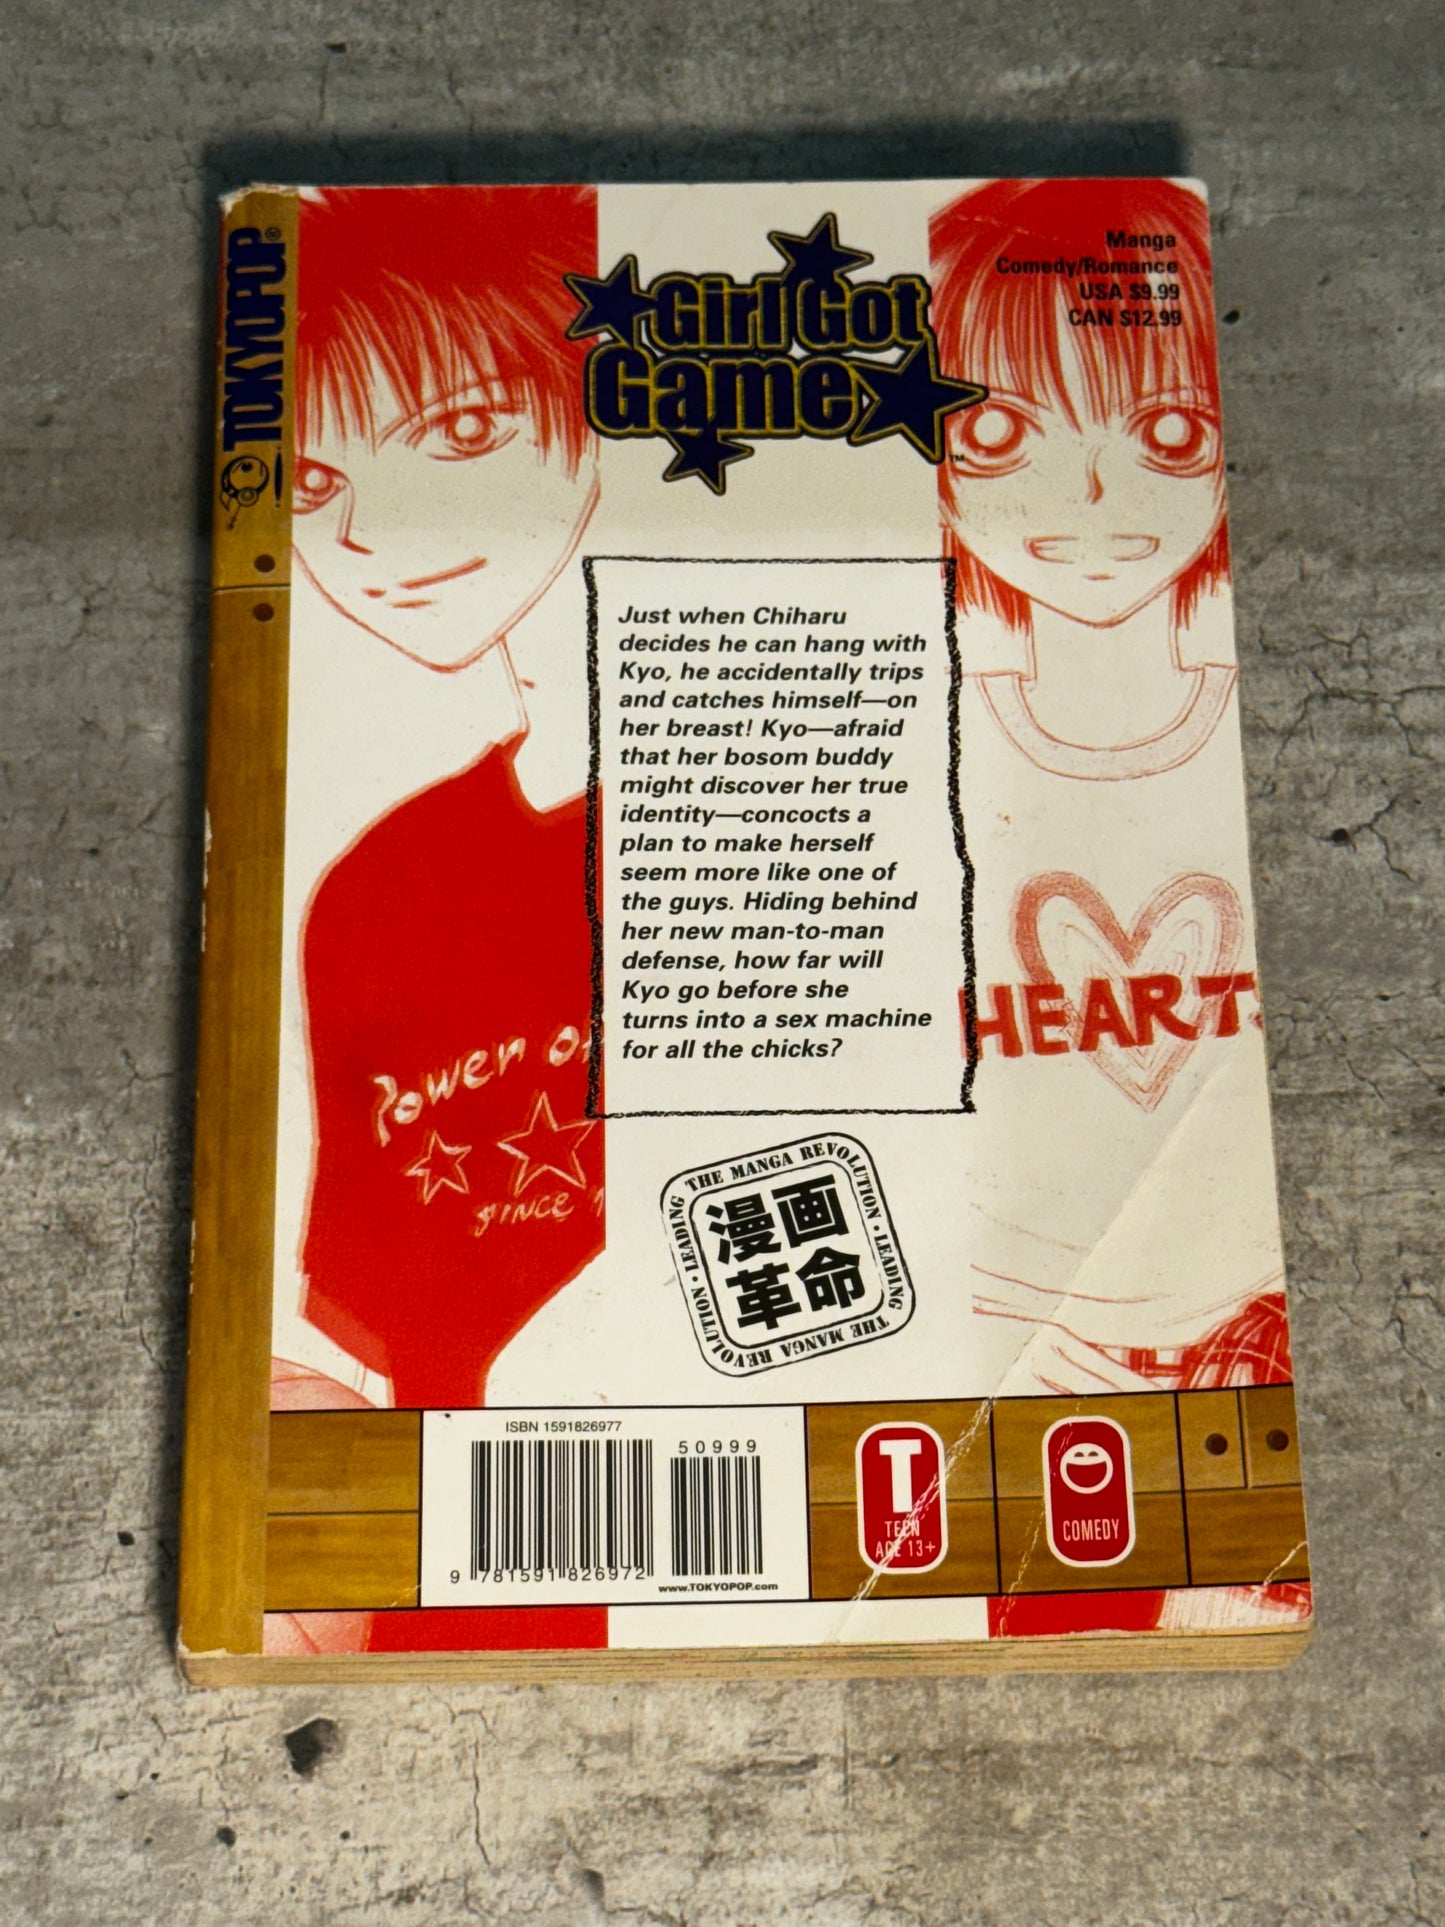 TOKYOPOP®
Manga
Comedy/Romance
USA $9.99
CAN $12.99
Girl Got
Game
™
Just when Chiharu
decides he can hang with
Kyo, he accidentally trips
and catches himself—on
her breast! Kyo—afraid
that her bosom buddy
might discover her true
identity—concocts a
plan to make herself
seem more like one of
the guys. Hiding behind
her new man-to-man
defense, how far will
Kyo go before she
turns into a sex machine
for all the chicks?
HEART
Power of
SINCE 1
LEADING THE MANGA REVOLUTION · LEADING THE MANGA REVOLUTION ·
漫画
革命
ISBN 1591826977
50999
9 781591 826972
www.TOKYOPOP.com
T
TEEN
AGE 13+
COMEDY